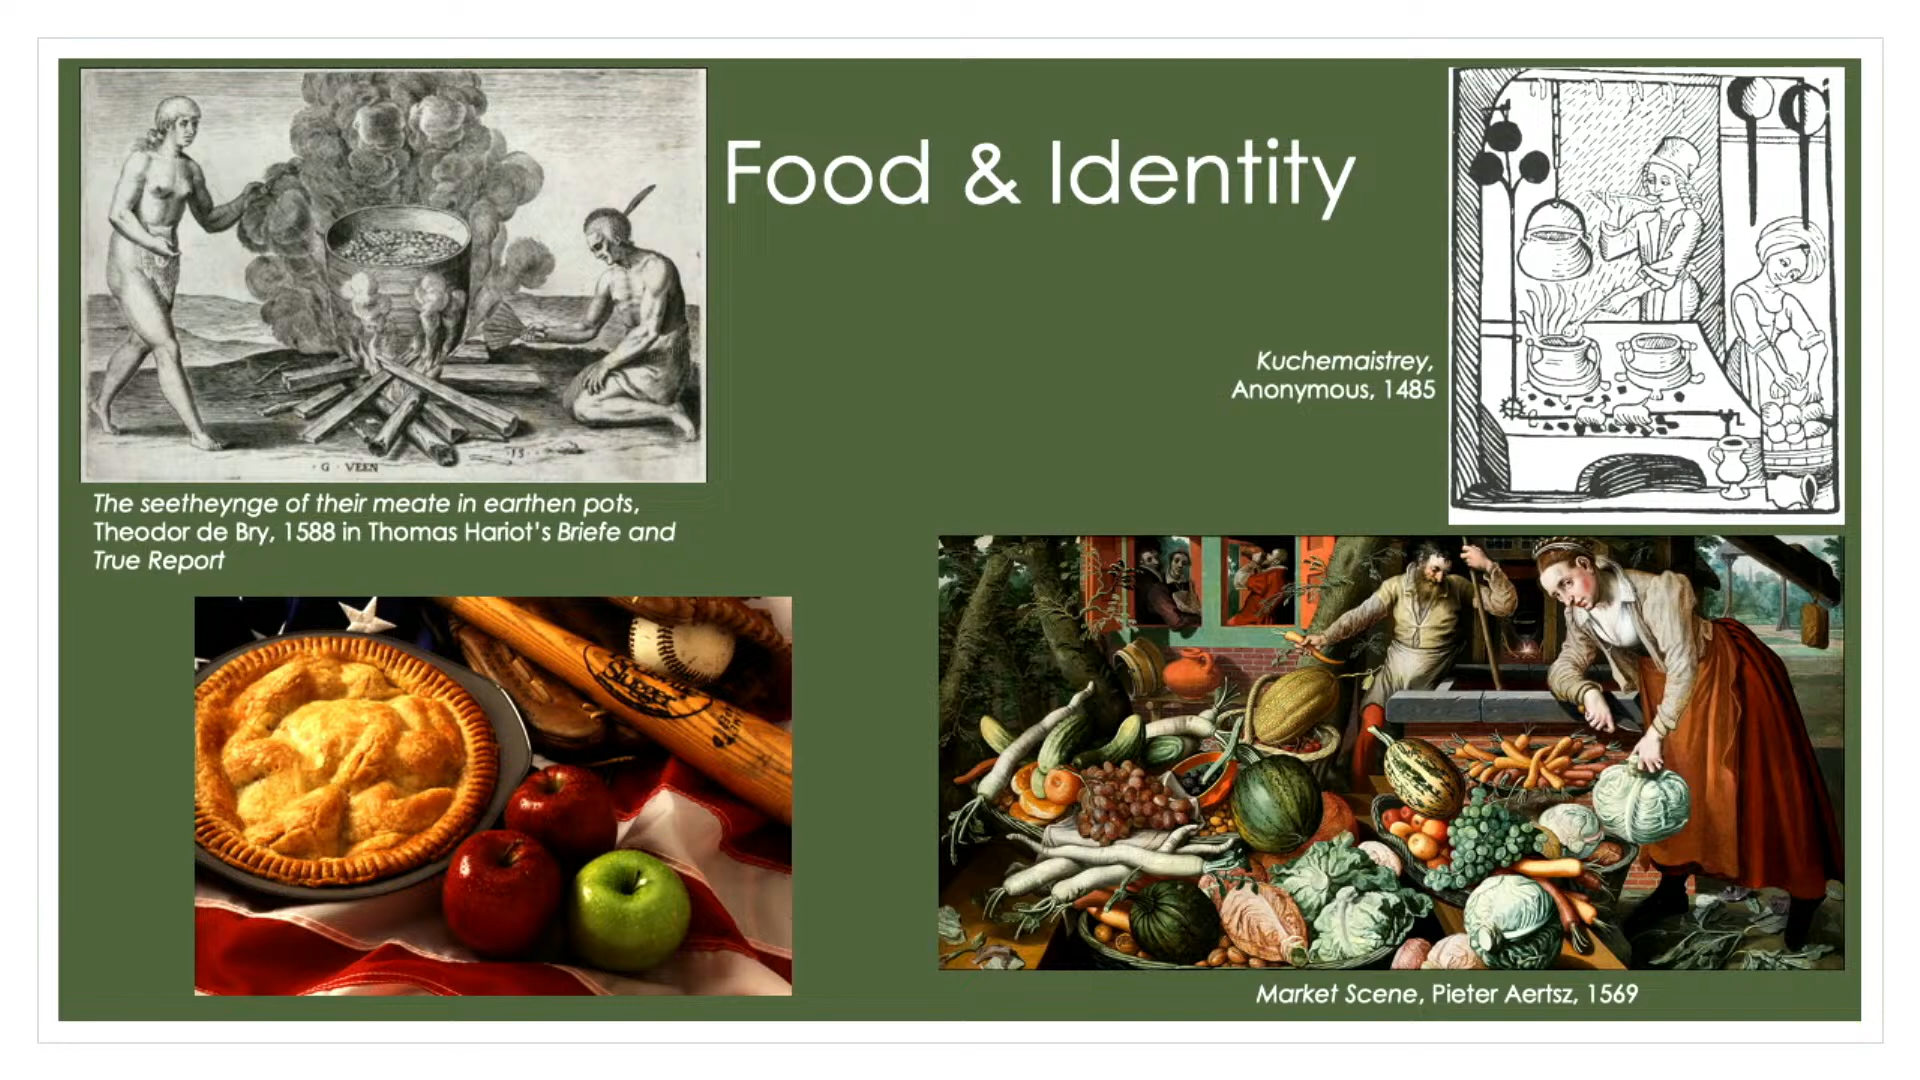 Food & Identity
· G · VEEN
The seetheynge of their meate in earthen pots,
Theodor de Bry, 1588 in Thomas Hariot's Briefe and
True Report
Kuchemaistrey,
Anonymous, 1485
Slugger
Market Scene, Pieter Aertsz, 1569